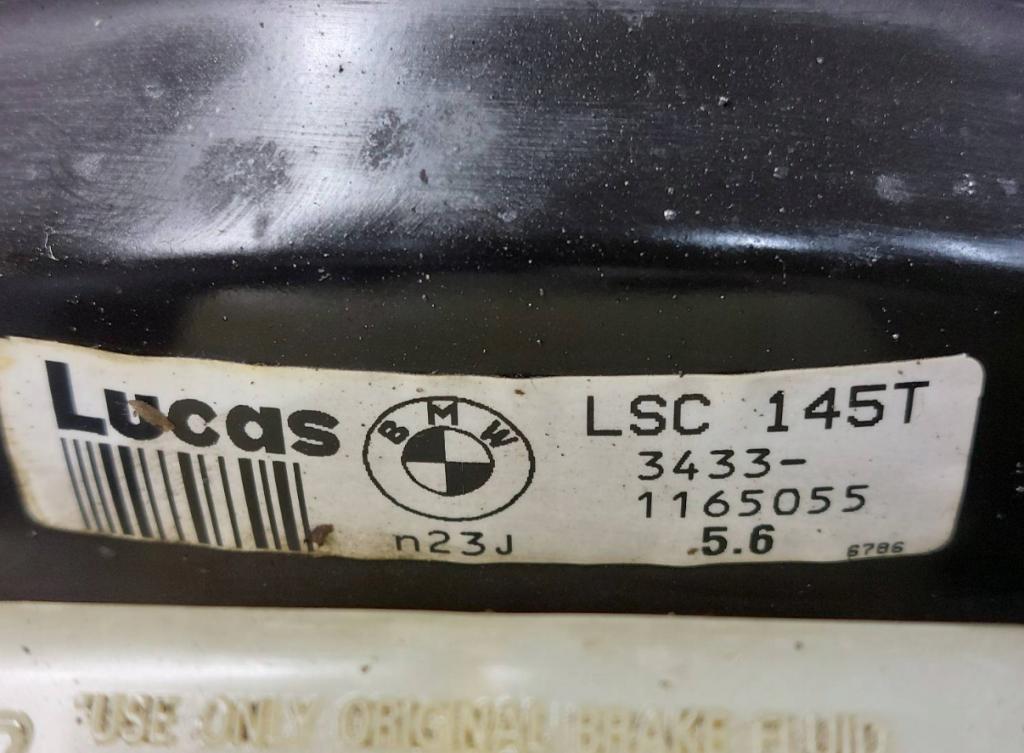 Lucas
BMW
LSC 145T
3433-
1165055
n23J
5.6
6786
"USE ONLY ORIGINAL BRAKE FLUID